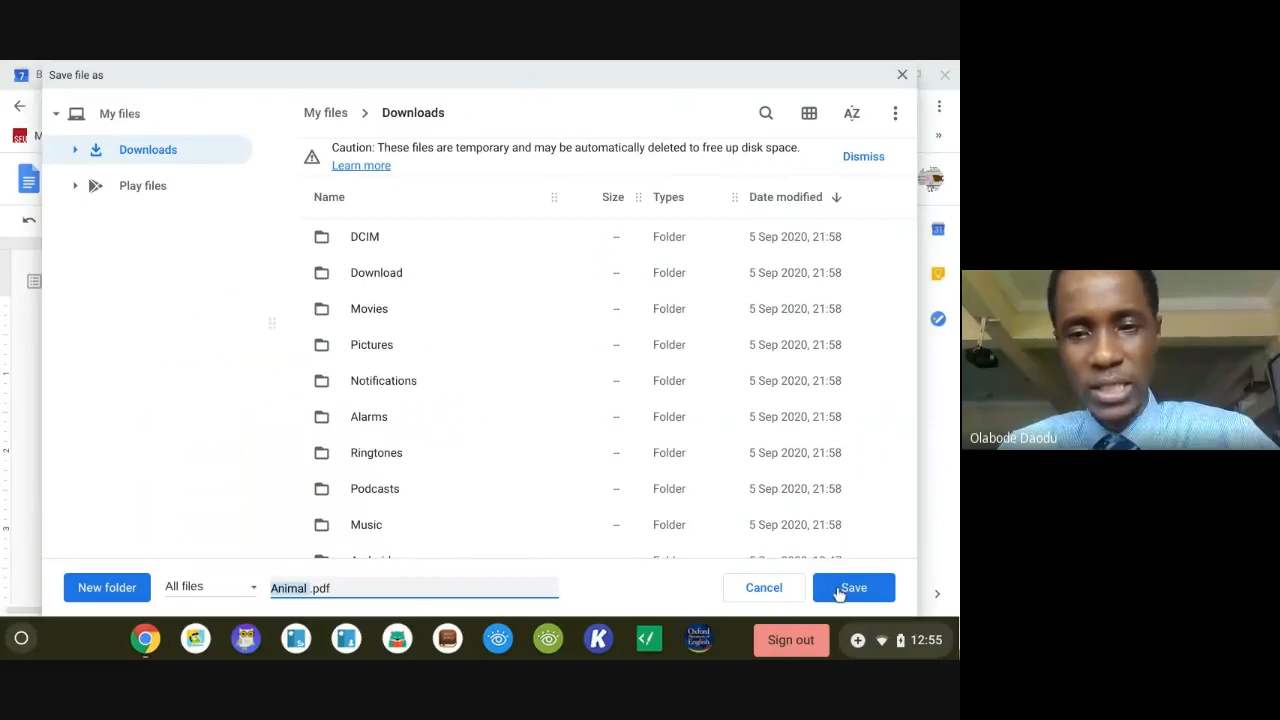 7 B Save file as
My files
Downloads
Play files
My files Downloads
Caution: These files are temporary and may be automatically deleted to free up disk space.
Learn more
Dismiss
Name Size Types Date modified
DCIM -- Folder 5 Sep 2020, 21:58
Download -- Folder 5 Sep 2020, 21:58
Movies -- Folder 5 Sep 2020, 21:58
Pictures -- Folder 5 Sep 2020, 21:58
Notifications -- Folder 5 Sep 2020, 21:58
Alarms -- Folder 5 Sep 2020, 21:58
Ringtones -- Folder 5 Sep 2020, 21:58
Podcasts -- Folder 5 Sep 2020, 21:58
Music -- Folder 5 Sep 2020, 21:58
New folder All files Animal .pdf Cancel Save
Oxford Dictionary of English
Sign out 12:55
Olabode Daodu